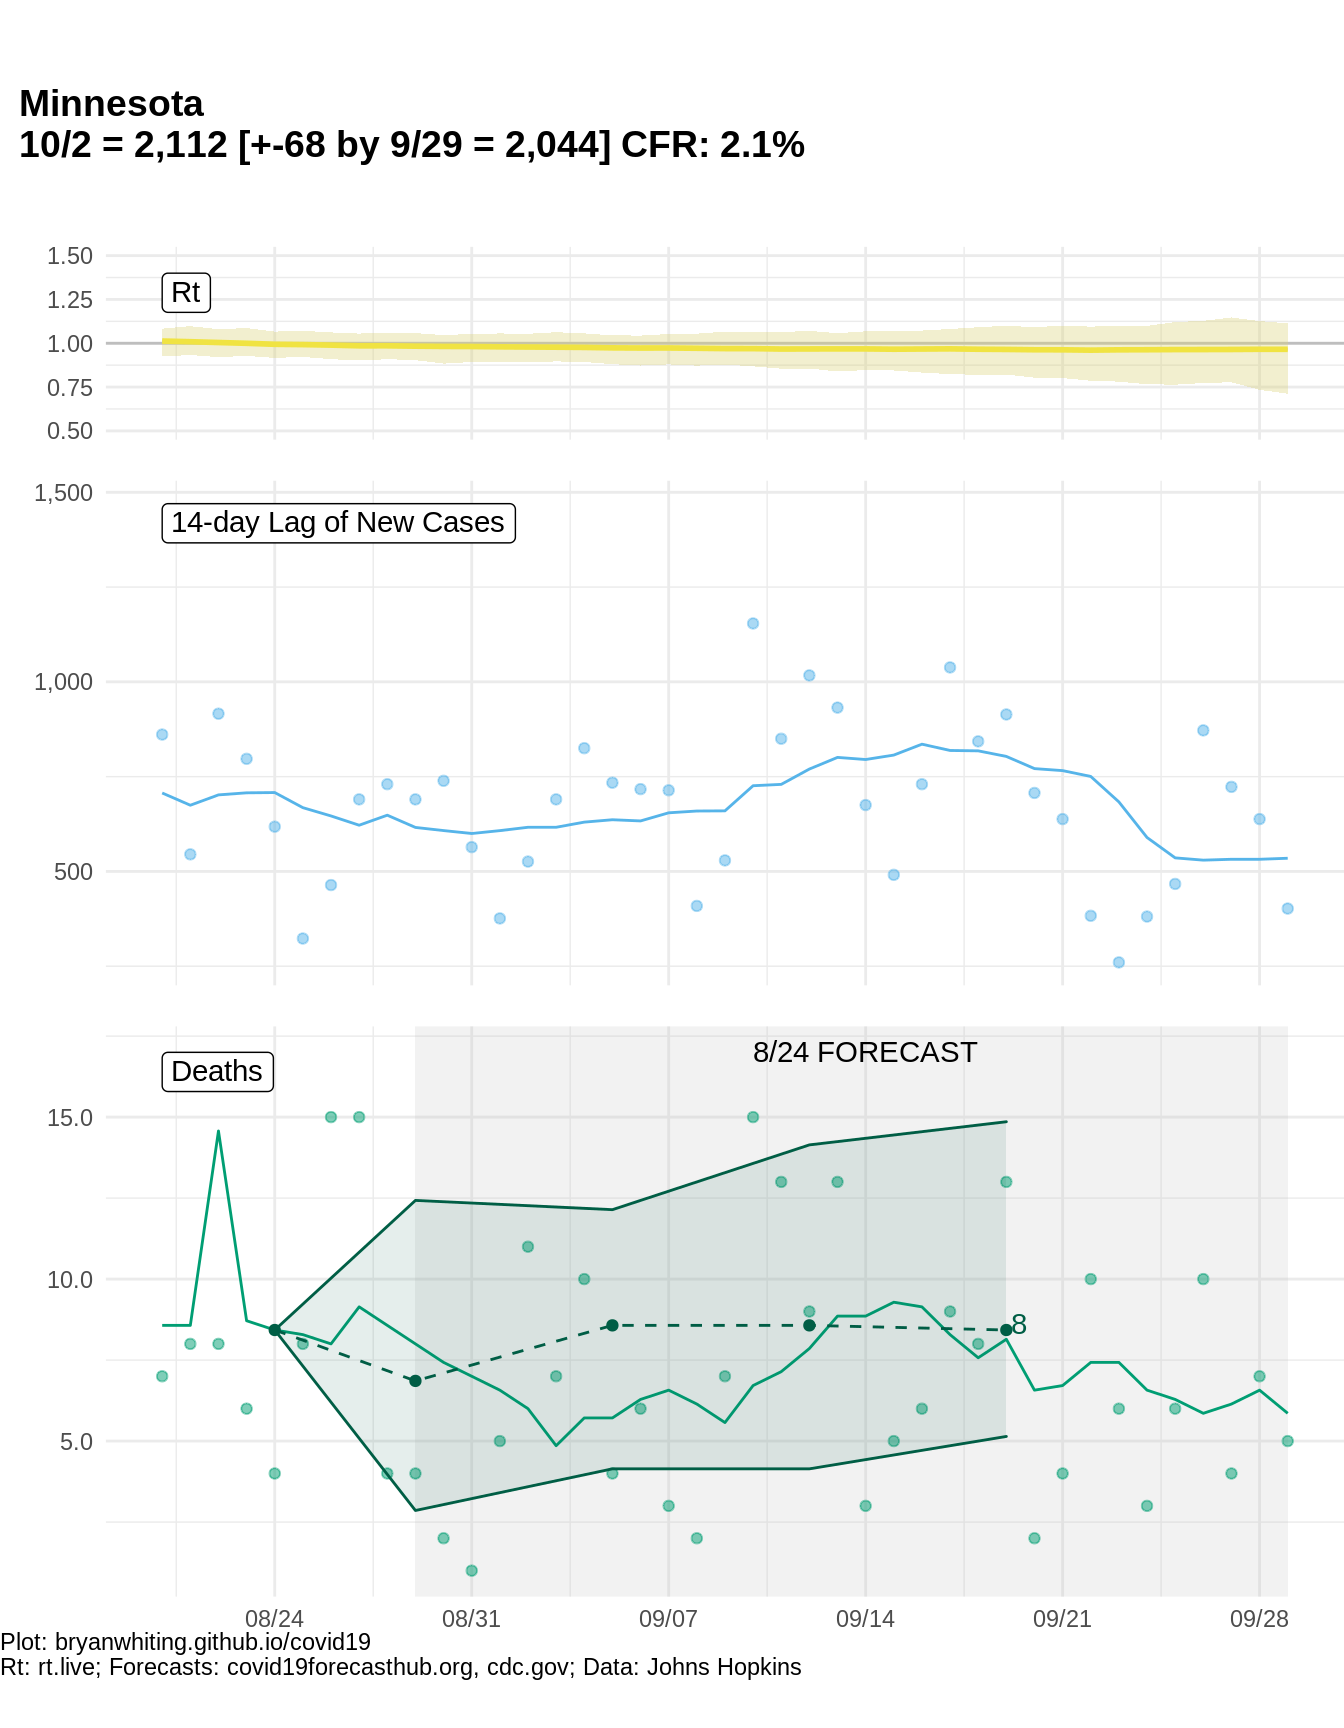 Minnesota
10/2 = 2,112 [+-68 by 9/29 = 2,044] CFR: 2.1%
1.50
Rt
1.25
1.00
0.75
0.50
1,500
14-day Lag of New Cases
1,000
500
8/24 FORECAST
Deaths
15.0
10.0
8
5.0
08/24 08/31 09/07 09/14 09/21 09/28
Plot: bryanwhiting.github.io/covid19
Rt: rt.live; Forecasts: covid19forecasthub.org, cdc.gov; Data: Johns Hopkins